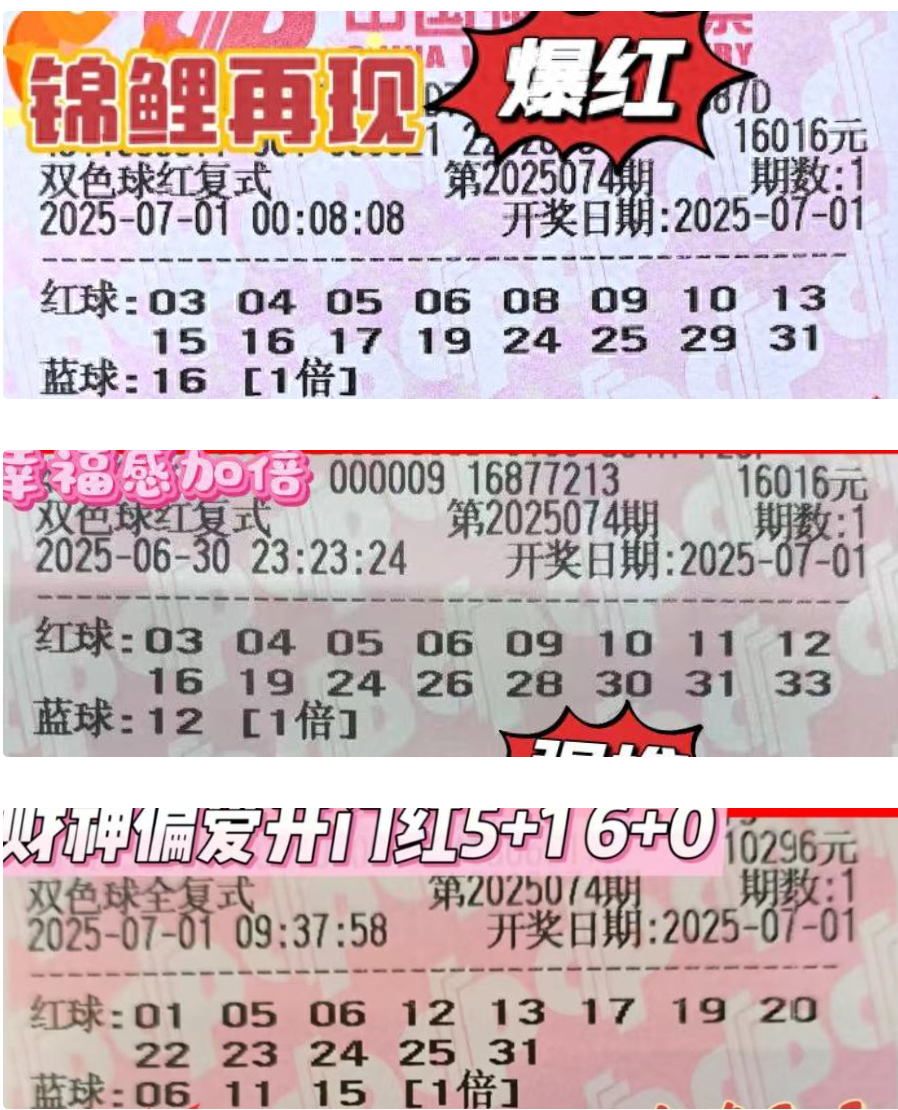 锦鲤再现
爆红
87D
16016元
双色球红复式 第2025074期 期数:1
2025-07-01 00:08:08 开奖日期:2025-07-01
红球:03 04 05 06 08 09 10 13
15 16 17 19 24 25 29 31
蓝球:16 [1倍]
幸福感加倍
000009 16877213 16016元
双色球红复式 第2025074期 期数:1
2025-06-30 23:23:24 开奖日期:2025-07-01
红球:03 04 05 06 09 10 11 12
16 19 24 26 28 30 31 33
蓝球:12 [1倍]
财神偏爱开门红5+1 6+0
10296元
双色球全复式 第2025074期 期数:1
2025-07-01 09:37:58 开奖日期:2025-07-01
红球:01 05 06 12 13 17 19 20
22 23 24 25 31
蓝球:06 11 15 [1倍]